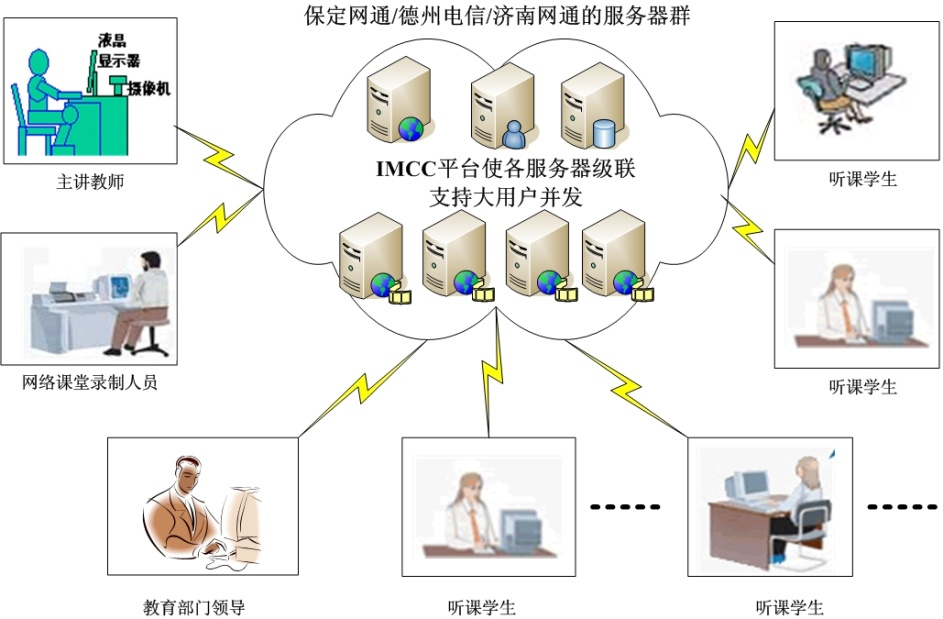 保定网通/德州电信/济南网通的服务器群
液晶
显示器
摄像机
IMCC平台使各服务器级联
支持大用户并发
主讲教师
听课学生
网络课堂录制人员
听课学生
教育部门领导
听课学生
听课学生